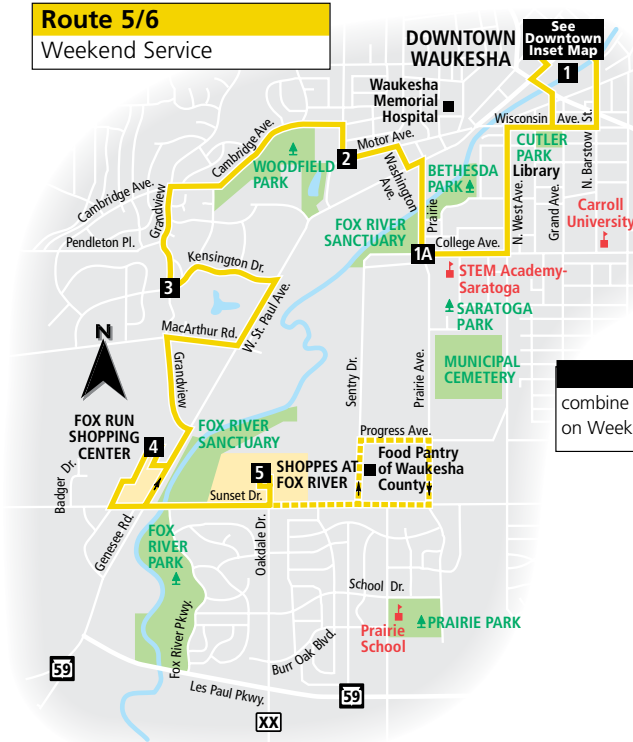 Route 5/6
Weekend Service
DOWNTOWN
WAUKESHA
See
Downtown
Inset Map
1
Waukesha
Memorial
Hospital
Wisconsin Ave.
N. Barstow St.
CUTLER
PARK
Library
Cambridge Ave.
Motor Ave.
2
WOODFIELD
PARK
Washington
Ave.
BETHESDA
PARK
Prairie
N. West Ave.
Grand Ave.
Carroll
University
Cambridge Ave.
Grandview
Pendleton Pl.
FOX RIVER
SANCTUARY
College Ave.
1A
Kensington Dr.
3
STEM Academy-
Saratoga
SARATOGA
PARK
W. St. Paul Ave.
MacArthur Rd.
N
Grandview
Sentry Dr.
Prairie Ave.
MUNICIPAL
CEMETERY
combine
on Week
FOX RUN
SHOPPING
CENTER
4
FOX RIVER
SANCTUARY
Progress Ave.
5
SHOPPES AT
FOX RIVER
Food Pantry
of Waukesha
County
Badger Dr.
Sunset Dr.
Genesee Rd.
FOX
RIVER
PARK
Oakdale Dr.
School Dr.
Prairie
School
PRAIRIE PARK
Fox River Pkwy.
Burr Oak Blvd.
59
Les Paul Pkwy.
59
XX